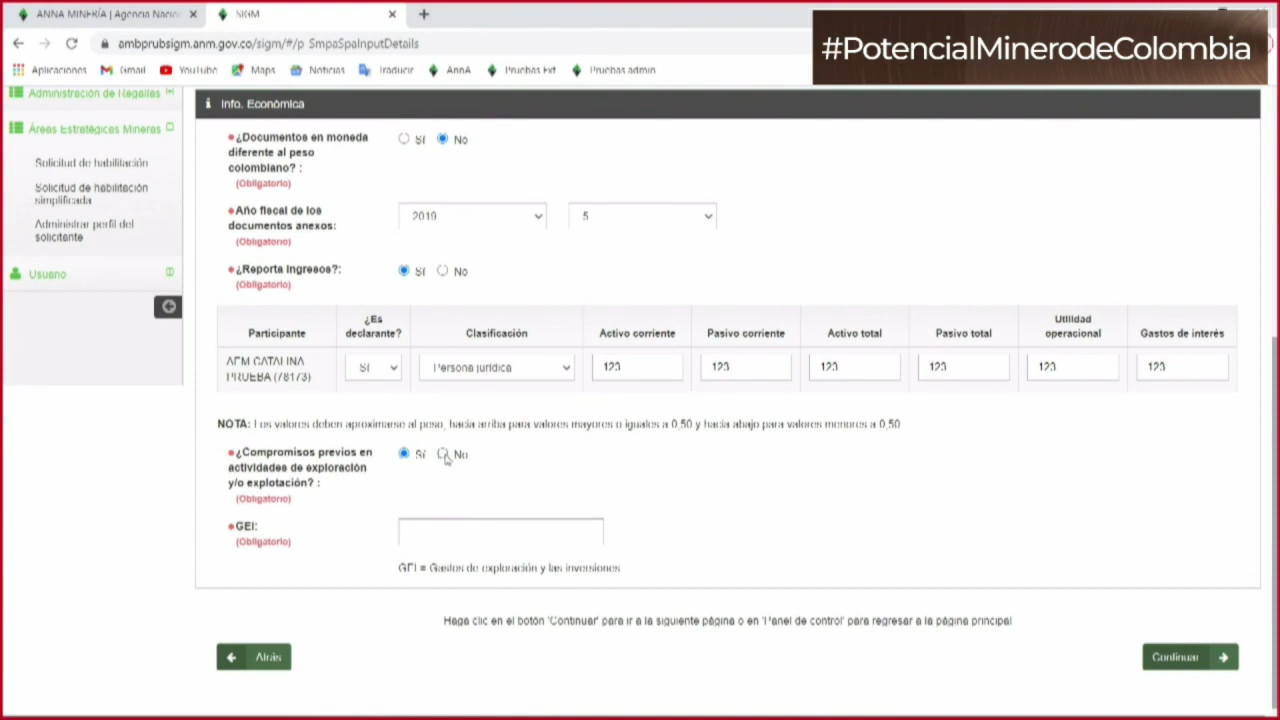 ANNA MINERÍA | Agencia Nacio
SIGM
ambprubsigm.anm.gov.co/sigm/#/p_SmpaSpaInputDetails
#PotencialMinerodeColombia
Aplicaciones
Gmail
YouTube
Maps
Noticias
Traducir
AnnA
Pruebas Ext
Pruebas admin
Administración de Regalías
Áreas Estratégicas Mineras
Solicitud de habilitación
Solicitud de habilitación
simplificada
Administrar perfil del
solicitante
Usuario
Info. Económica
*¿Documentos en moneda
diferente al peso
colombiano? :
(Obligatorio)
Sí No
*Año fiscal de los
documentos anexos:
(Obligatorio)
2019 5
*¿Reporta Ingresos?:
(Obligatorio)
Sí No
Participante ¿Es declarante? Clasificación Activo corriente Pasivo corriente Activo total Pasivo total Utilidad operacional Gastos de interés
AEM CATALINA
PRUEBA (78173) Sí Persona jurídica 123 123 123 123 123 123
NOTA: Los valores deben aproximarse al peso, hacia arriba para valores mayores o iguales a 0,50 y hacia abajo para valores menores a 0,50
*¿Compromisos previos en
actividades de exploración
y/o explotación? :
(Obligatorio)
Sí No
*GEI:
(Obligatorio)
GEI = Gastos de exploración y las inversiones
Haga clic en el botón 'Continuar' para ir a la siguiente página o en 'Panel de control' para regresar a la página principal
Atrás
Continuar